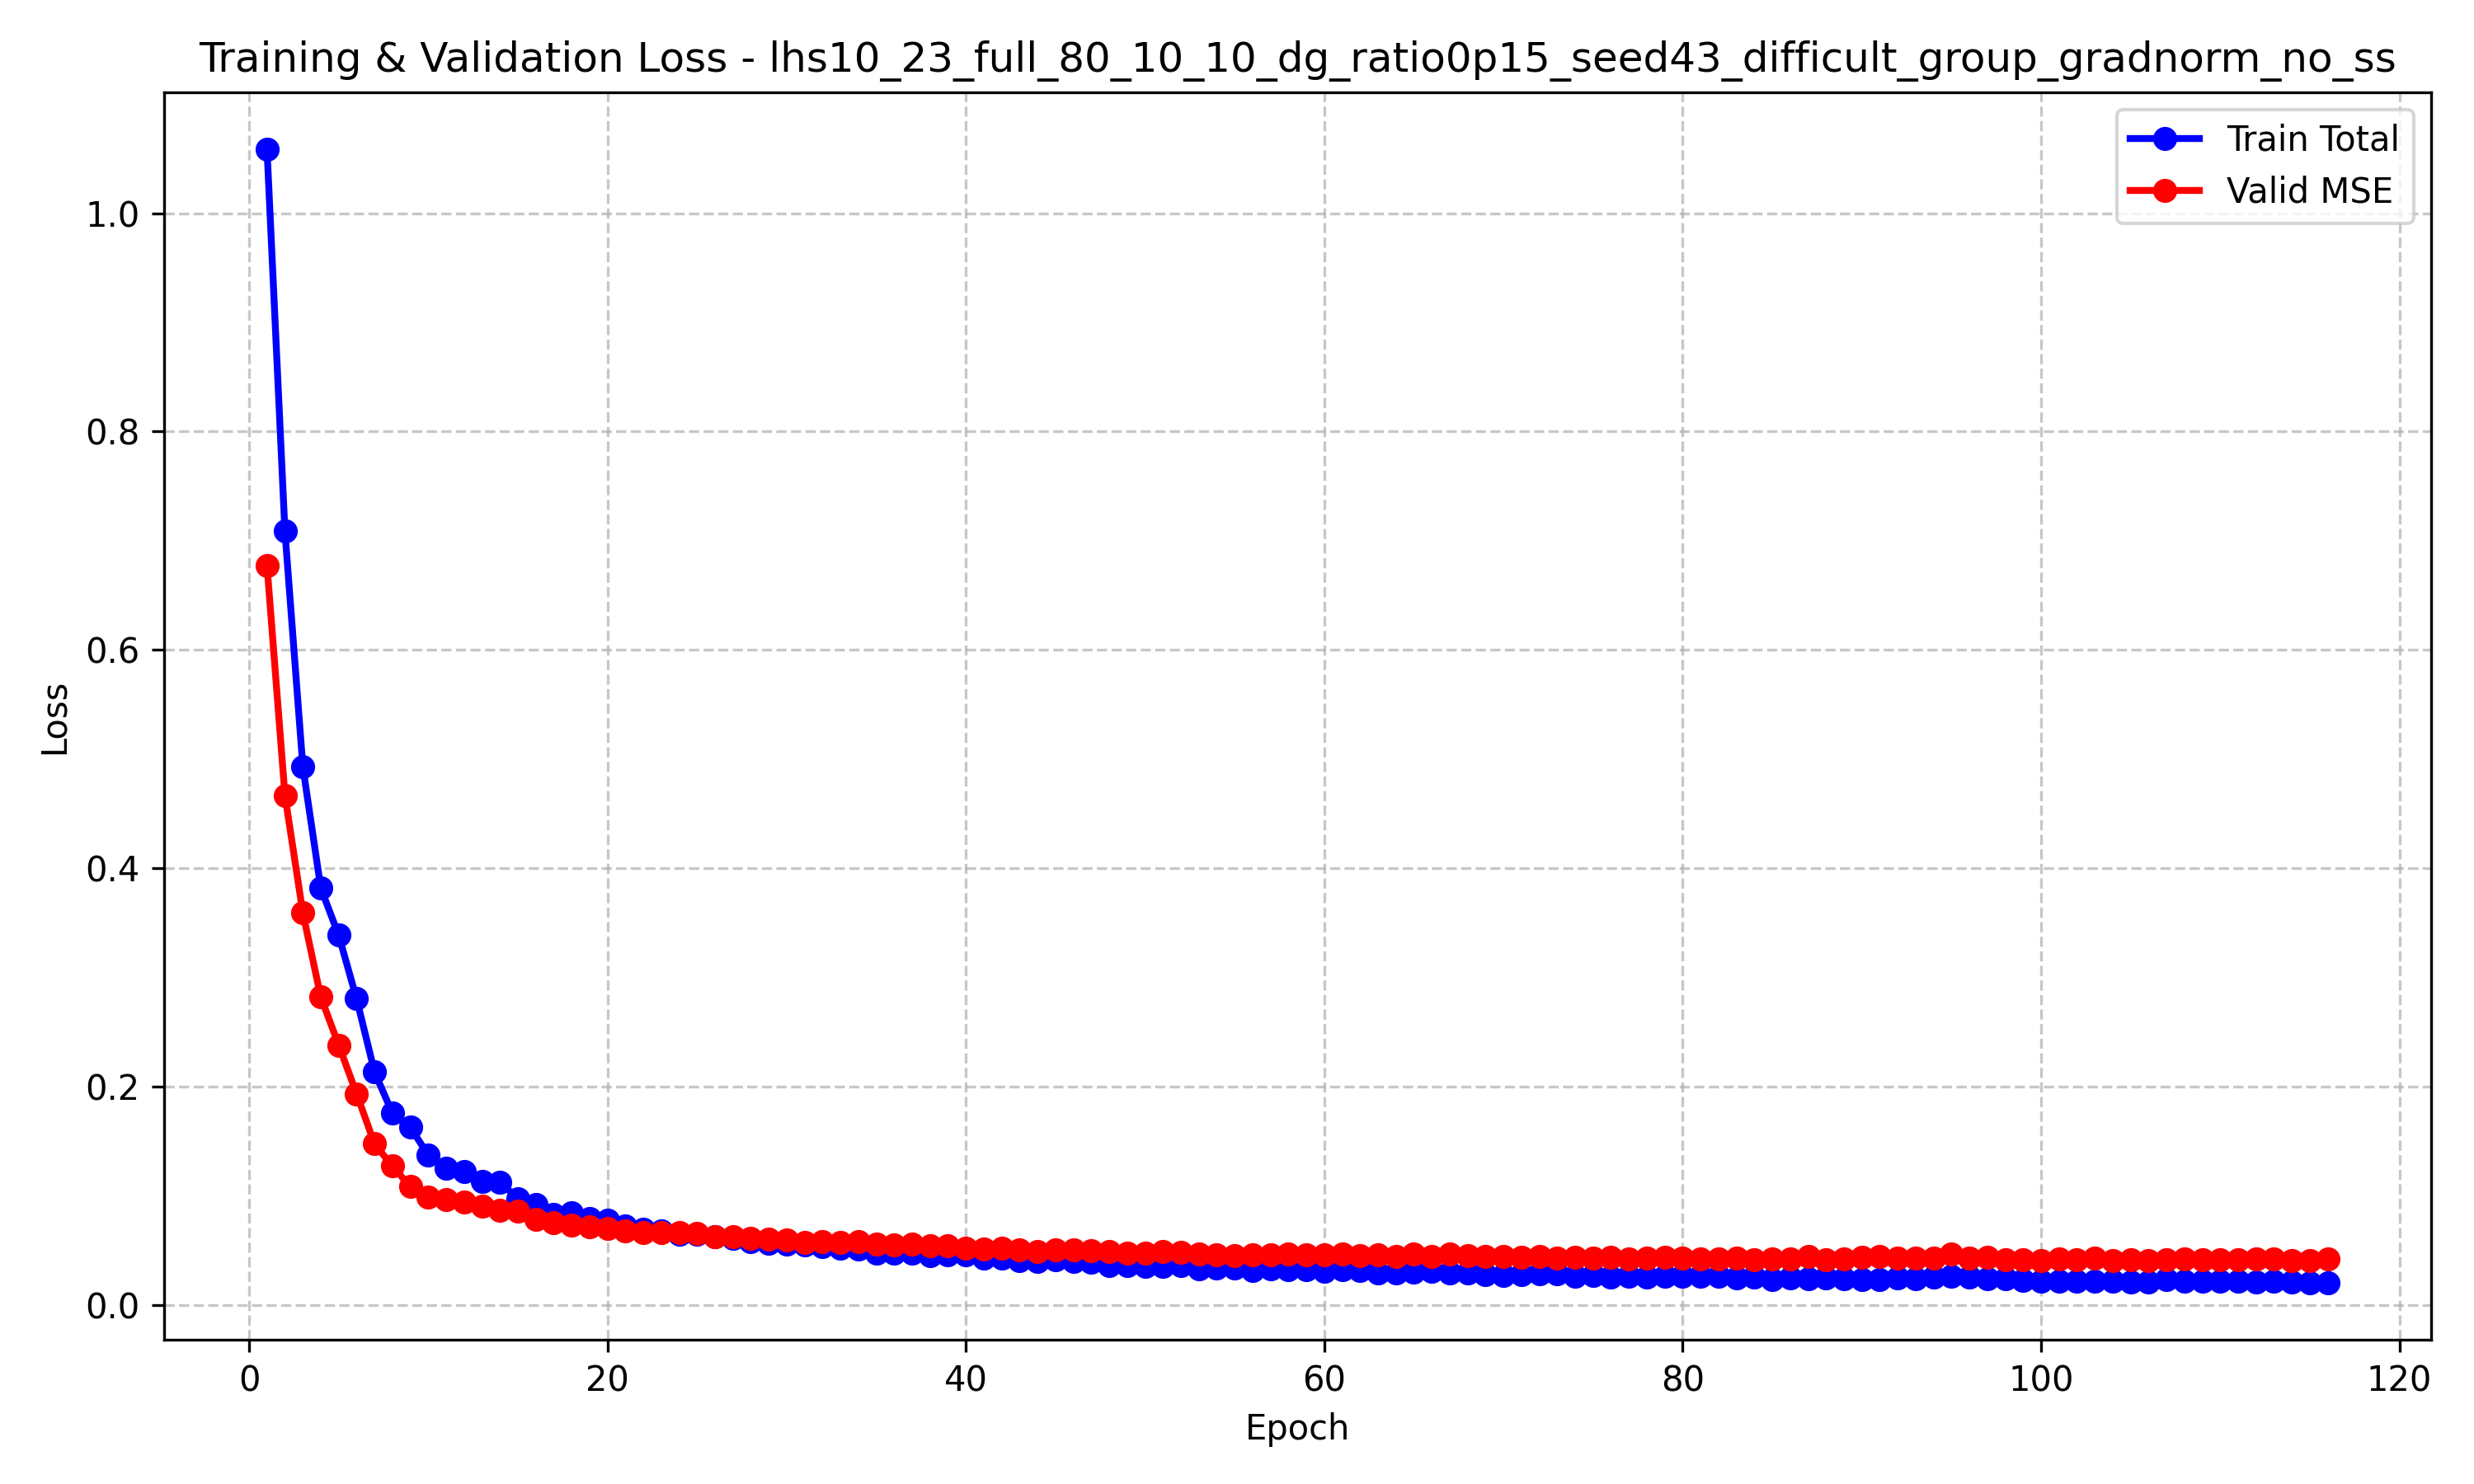 Training & Validation Loss - lhs10_23_full_80_10_10_dg_ratio0p15_seed43_difficult_group_gradnorm_no_ss
Train Total
Valid MSE
1.0
0.8
0.6
0.4
0.2
0.0
Loss
0 20 40 60 80 100 120
Epoch